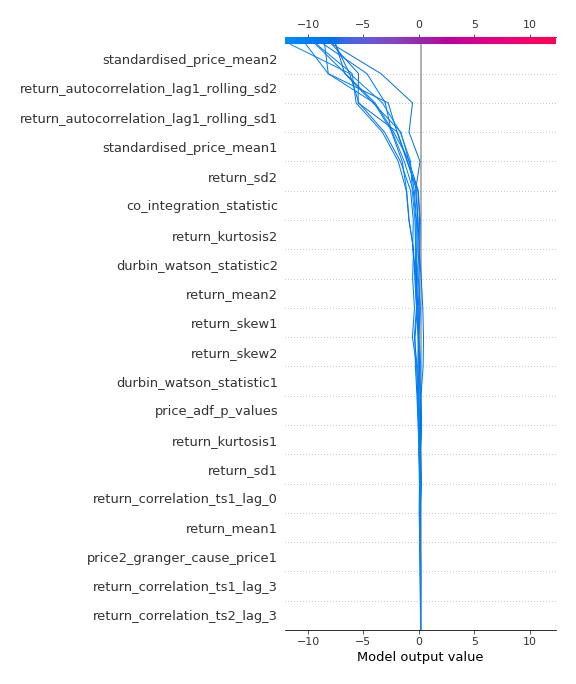 −10 −5 0 5 10
standardised_price_mean2
return_autocorrelation_lag1_rolling_sd2
return_autocorrelation_lag1_rolling_sd1
standardised_price_mean1
return_sd2
co_integration_statistic
return_kurtosis2
durbin_watson_statistic2
return_mean2
return_skew1
return_skew2
durbin_watson_statistic1
price_adf_p_values
return_kurtosis1
return_sd1
return_correlation_ts1_lag_0
return_mean1
price2_granger_cause_price1
return_correlation_ts1_lag_3
return_correlation_ts2_lag_3
−10 −5 0 5 10
Model output value